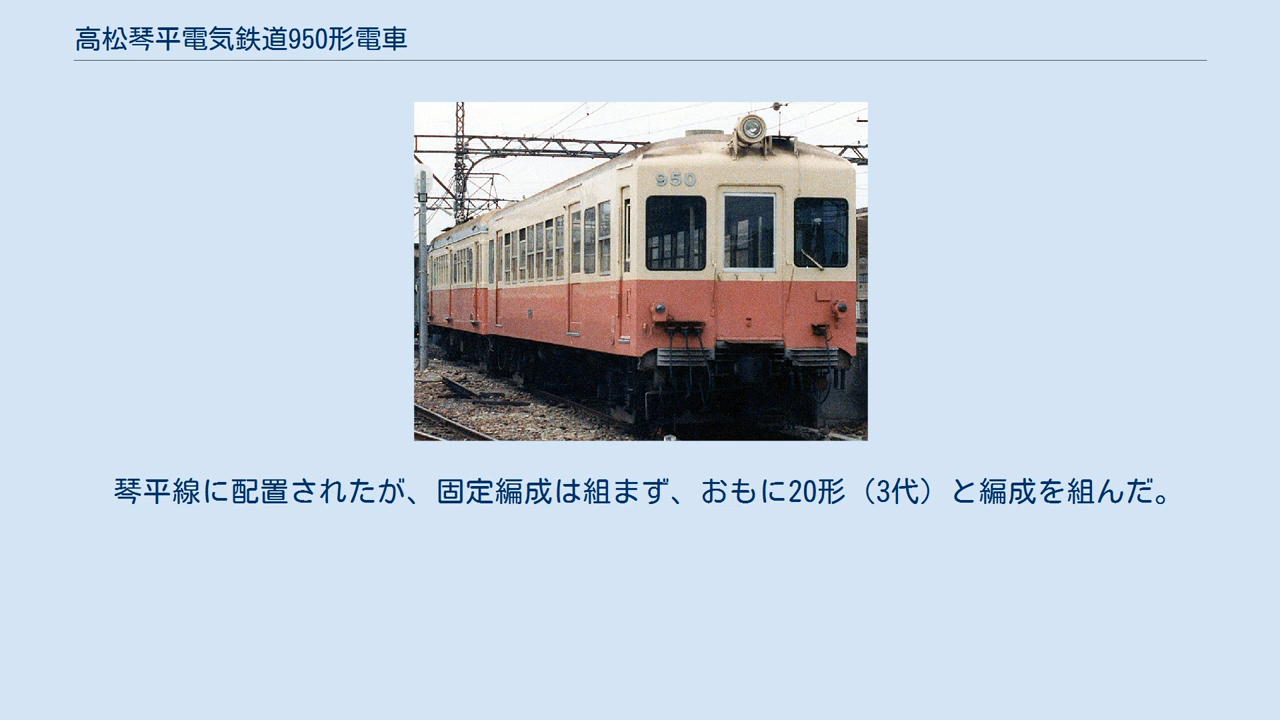 高松琴平電気鉄道950形電車
950
琴平線に配置されたが、固定編成は組まず、おもに20形（3代）と編成を組んだ。